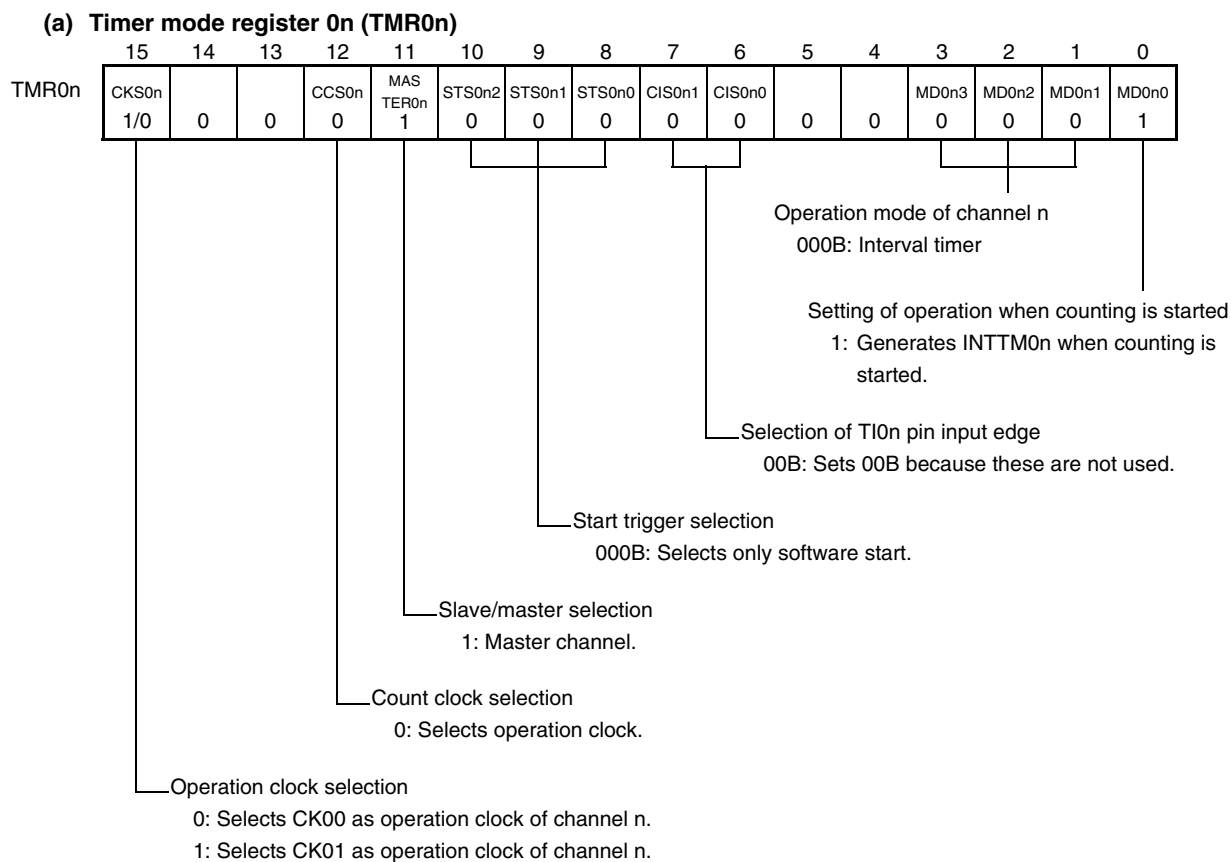 (a) Timer mode register 0n (TMR0n)
15 14 13 12 11 10 9 8 7 6 5 4 3 2 1 0
TMR0n
CKS0n CCS0n MAS TER0n STS0n2 STS0n1 STS0n0 CIS0n1 CIS0n0 MD0n3 MD0n2 MD0n1 MD0n0
1/0 0 0 0 1 0 0 0 0 0 0 0 0 0 0 1
Operation mode of channel n
000B: Interval timer
Setting of operation when counting is started
1: Generates INTTM0n when counting is
started.
Selection of TI0n pin input edge
00B: Sets 00B because these are not used.
Start trigger selection
000B: Selects only software start.
Slave/master selection
1: Master channel.
Count clock selection
0: Selects operation clock.
Operation clock selection
0: Selects CK00 as operation clock of channel n.
1: Selects CK01 as operation clock of channel n.